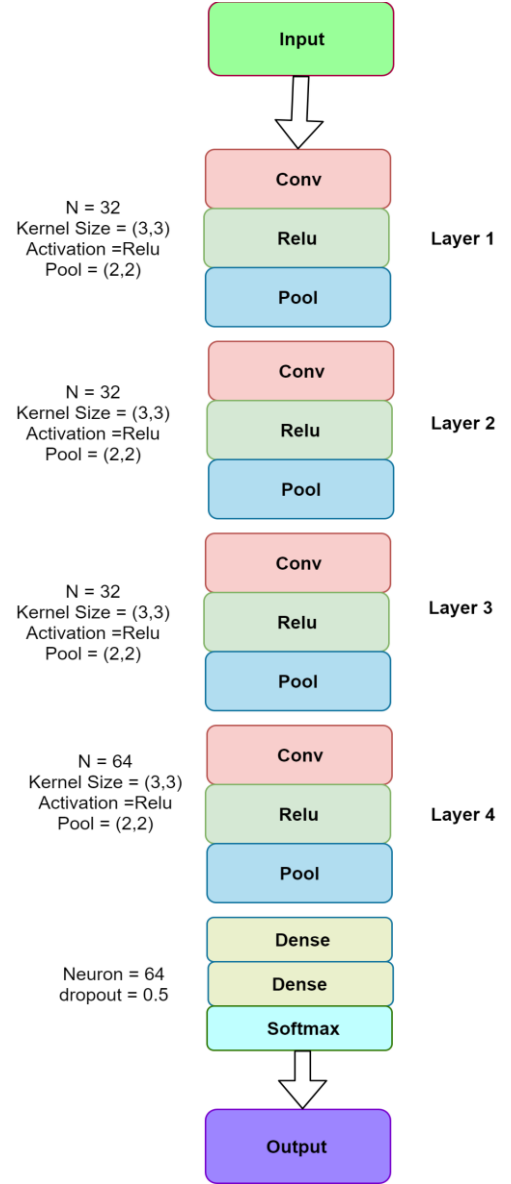 Input
Conv
N = 32
Kernel Size = (3,3)
Activation =Relu
Pool = (2,2)
Relu
Layer 1
Pool
Conv
N = 32
Kernel Size = (3,3)
Activation =Relu
Pool = (2,2)
Relu
Layer 2
Pool
Conv
N = 32
Kernel Size = (3,3)
Activation =Relu
Pool = (2,2)
Relu
Layer 3
Pool
Conv
N = 64
Kernel Size = (3,3)
Activation =Relu
Pool = (2,2)
Relu
Layer 4
Pool
Dense
Neuron = 64
dropout = 0.5
Dense
Softmax
Output